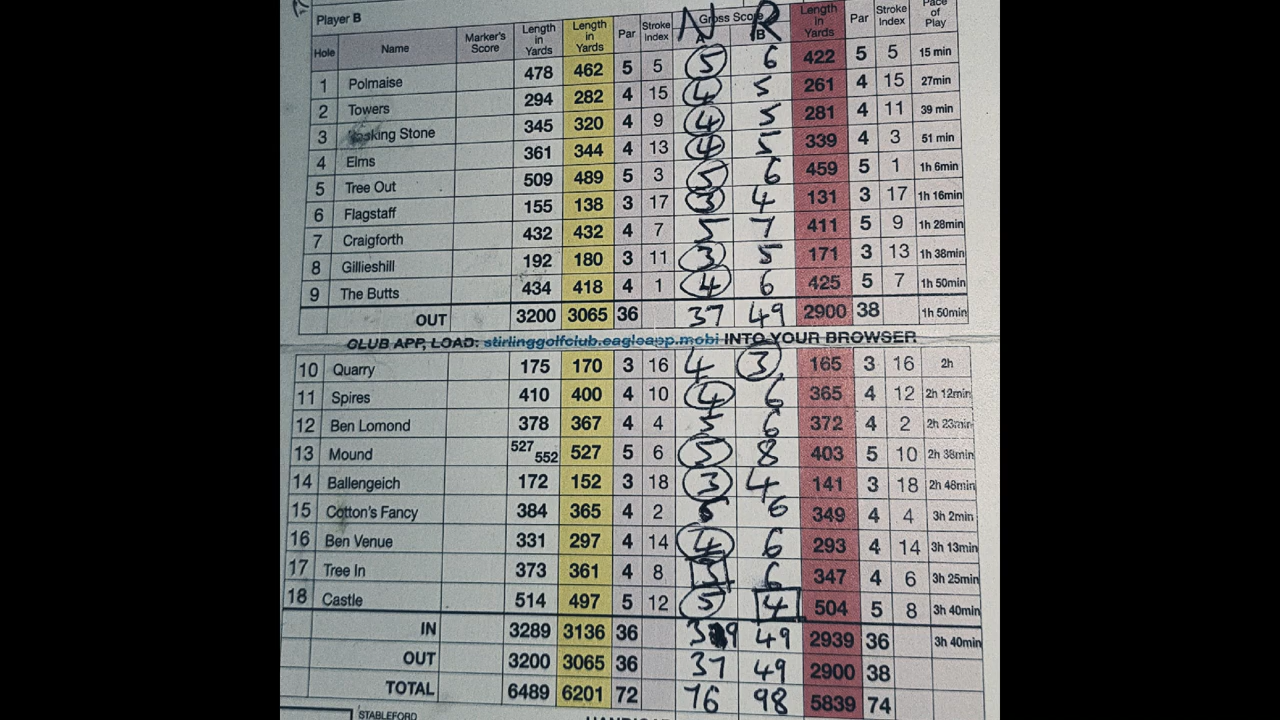 Player B
Hole Name Marker's Score Length in Yards Length in Yards Par Stroke Index N A Gross Score R B Length in Yards Par Stroke Index Pace of Play
1 Polmaise 478 462 5 5 5 6 422 5 5 15 min
2 Towers 294 282 4 15 4 5 261 4 15 27min
3 Stone 345 320 4 9 4 5 281 4 11 39 min
4 Elms 361 344 4 13 4 5 339 4 3 51 min
5 Tree Out 509 489 5 3 5 6 459 5 1 1h 6min
6 Flagstaff 155 138 3 17 3 4 131 3 17 1h 16min
7 Craigforth 432 432 4 7 5 7 411 5 9 1h 28min
8 Gillieshill 192 180 3 11 3 5 171 3 13 1h 38min
9 The Butts 434 418 4 1 4 6 425 5 7 1h 50min
OUT 3200 3065 36 37 49 2900 38 1h 50min
CLUB APP, LOAD: stirlinggolfclub.eagleapp.mobi INTO YOUR BROWSER
10 Quarry 175 170 3 16 4 3 165 3 16 2h
11 Spires 410 400 4 10 4 6 365 4 12 2h 12min
12 Ben Lomond 378 367 4 4 5 6 372 4 2 2h 23min
13 Mound 527 552 527 5 6 5 8 403 5 10 2h 38min
14 Ballengeich 172 152 3 18 3 4 141 3 18 2h 48min
15 Cotton's Fancy 384 365 4 2 6 349 4 4 3h 2min
16 Ben Venue 331 297 4 14 4 6 293 4 14 3h 13min
17 Tree In 373 361 4 8 3 6 347 4 6 3h 25min
18 Castle 514 497 5 12 5 4 504 5 8 3h 40min
IN 3289 3136 36 39 49 2939 36 3h 40min
OUT 3200 3065 36 37 49 2900 38
TOTAL 6489 6201 72 76 98 5839 74
STABLEFORD